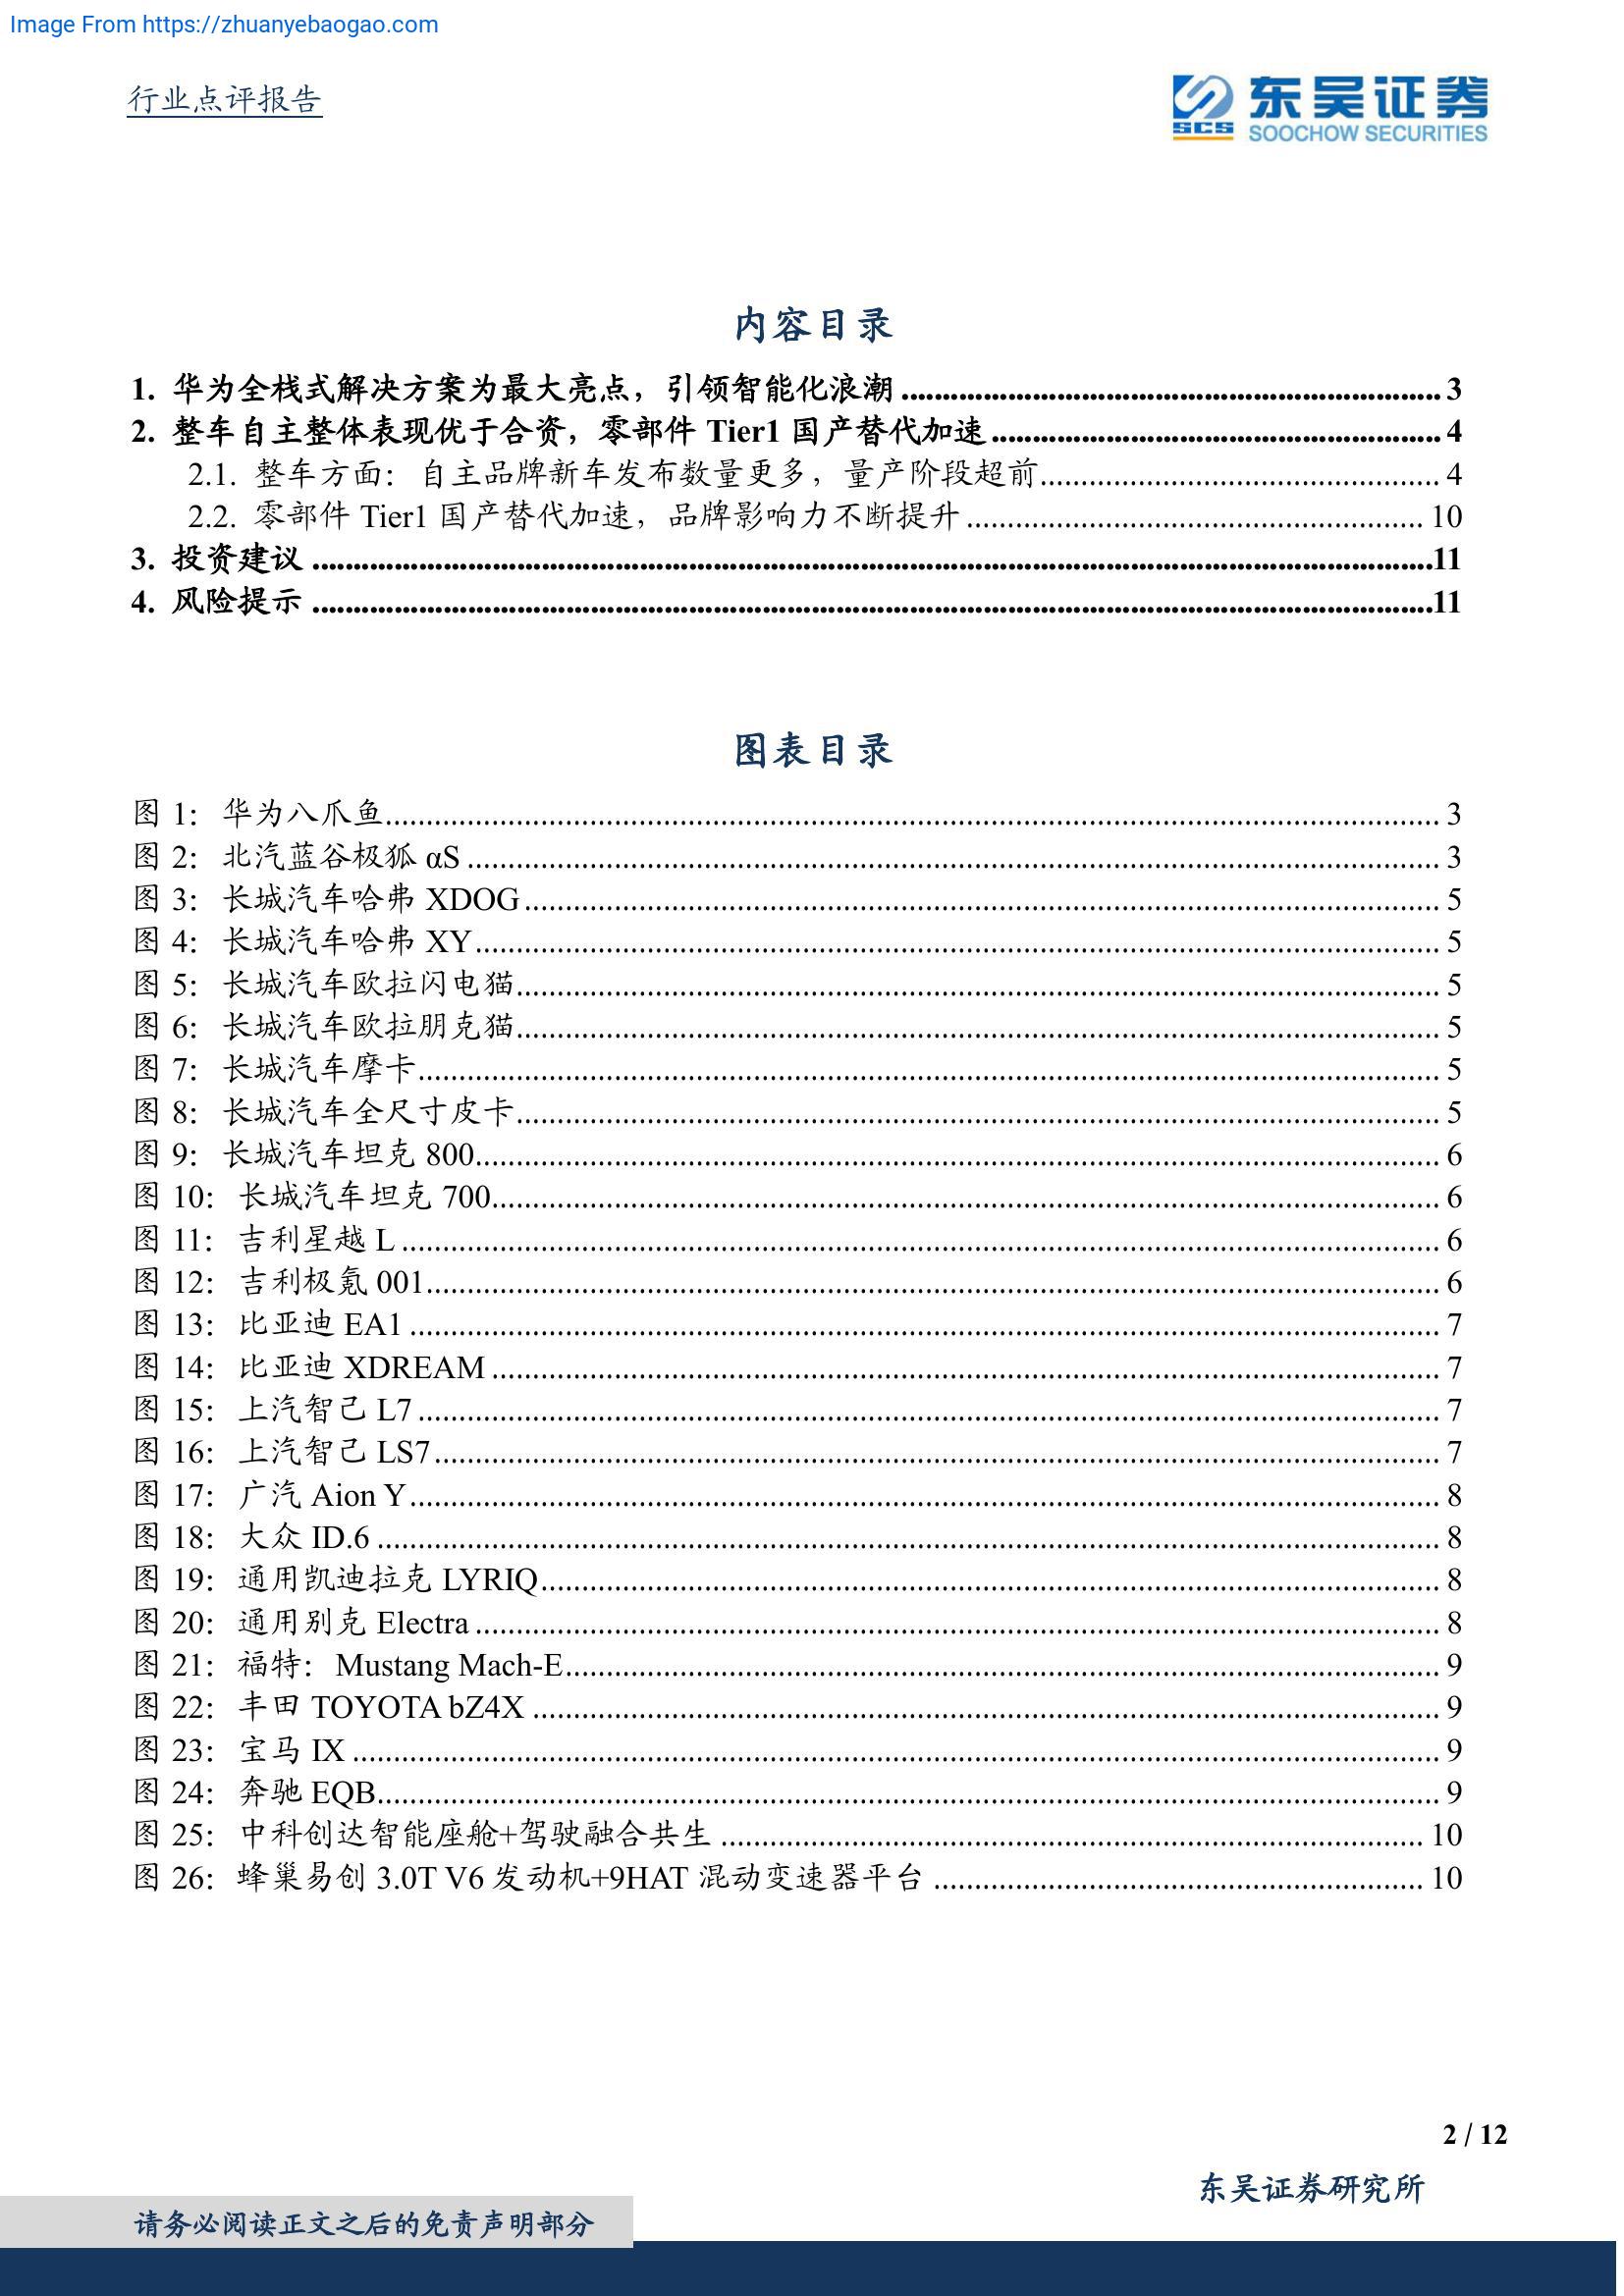 Image From https://zhuanyebaogao.com
行业点评报告
SCS 东吴证券
SOOCHOW SECURITIES
内容目录
1. 华为全栈式解决方案为最大亮点，引领智能化浪潮 3
2. 整车自主整体表现优于合资，零部件 Tier1 国产替代加速 4
2.1. 整车方面：自主品牌新车发布数量更多，量产阶段超前 4
2.2. 零部件 Tier1 国产替代加速，品牌影响力不断提升 10
3. 投资建议 11
4. 风险提示 11
图表目录
图 1：华为八爪鱼 3
图 2：北汽蓝谷极狐 αS 3
图 3：长城汽车哈弗 XDOG 5
图 4：长城汽车哈弗 XY 5
图 5：长城汽车欧拉闪电猫 5
图 6：长城汽车欧拉朋克猫 5
图 7：长城汽车摩卡 5
图 8：长城汽车全尺寸皮卡 5
图 9：长城汽车坦克 800 6
图 10：长城汽车坦克 700 6
图 11：吉利星越 L 6
图 12：吉利极氪 001 6
图 13：比亚迪 EA1 7
图 14：比亚迪 XDREAM 7
图 15：上汽智己 L7 7
图 16：上汽智己 LS7 7
图 17：广汽 Aion Y 8
图 18：大众 ID.6 8
图 19：通用凯迪拉克 LYRIQ 8
图 20：通用别克 Electra 8
图 21：福特：Mustang Mach-E 9
图 22：丰田 TOYOTA bZ4X 9
图 23：宝马 IX 9
图 24：奔驰 EQB 9
图 25：中科创达智能座舱+驾驶融合共生 10
图 26：蜂巢易创 3.0T V6 发动机+9HAT 混动变速器平台 10
2 / 12
东吴证券研究所
请务必阅读正文之后的免责声明部分